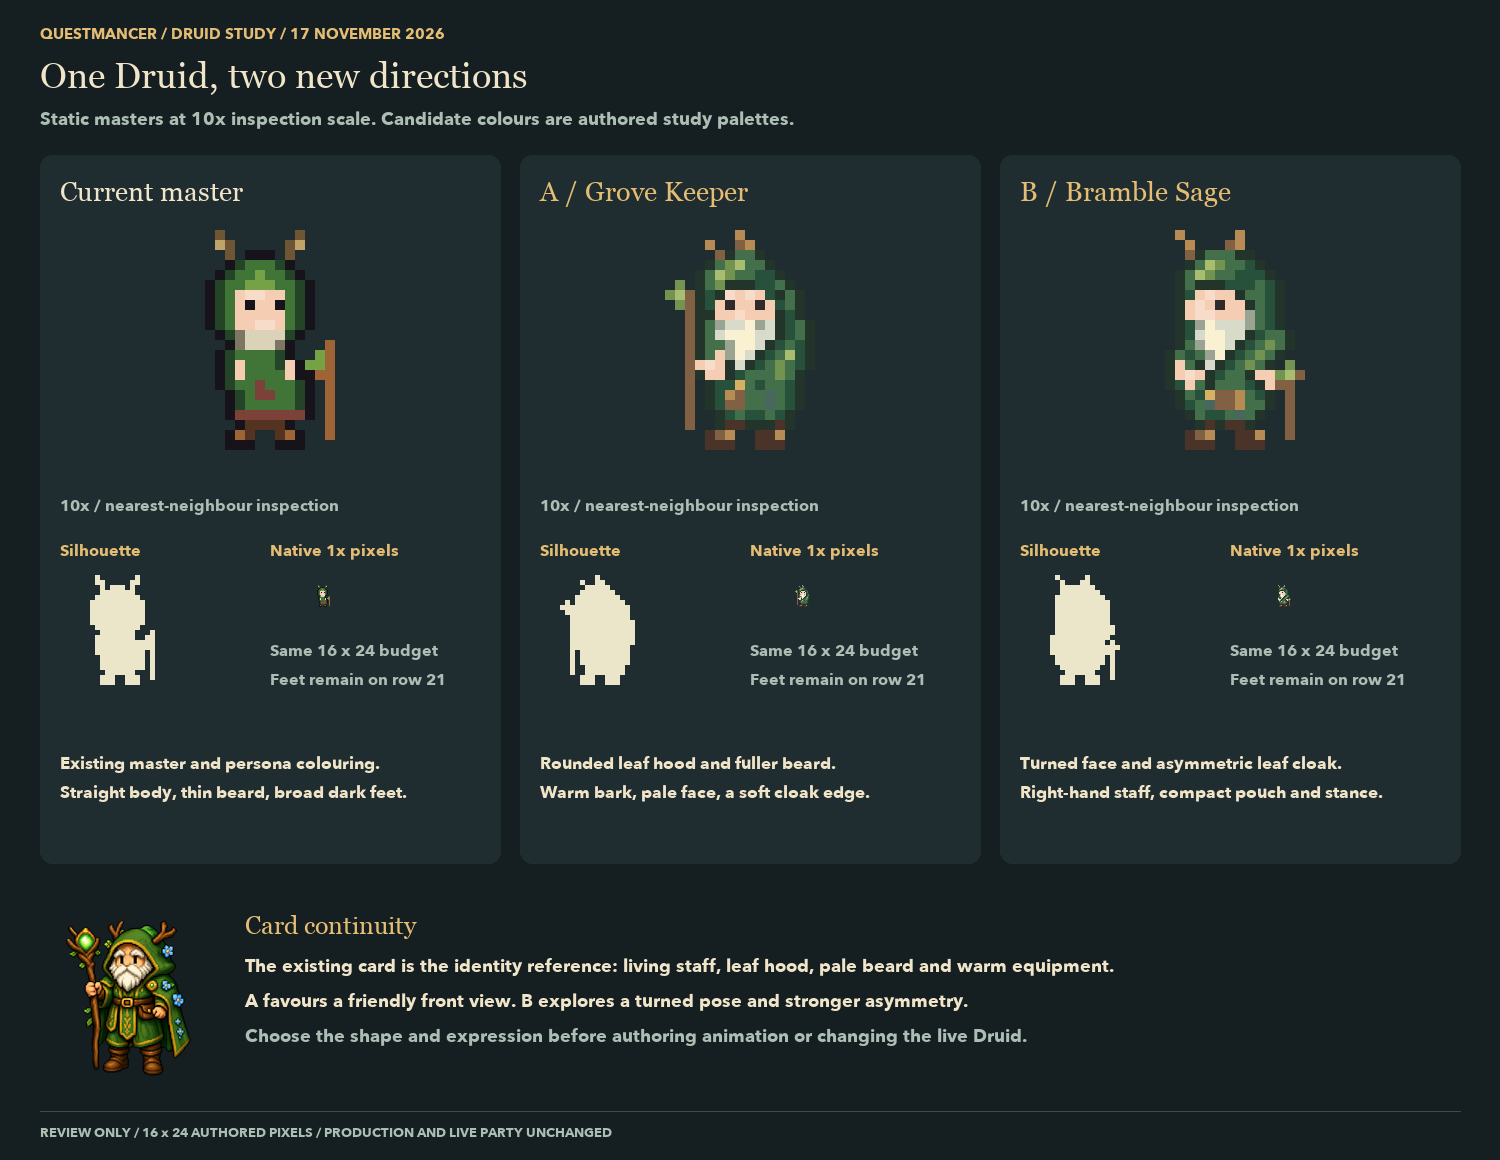 QUESTMANCER / DRUID STUDY / 17 NOVEMBER 2026
One Druid, two new directions
Static masters at 10x inspection scale. Candidate colours are authored study palettes.
Current master
10x / nearest-neighbour inspection
Silhouette
Native 1x pixels
Same 16 x 24 budget
Feet remain on row 21
Existing master and persona colouring.
Straight body, thin beard, broad dark feet.
A / Grove Keeper
10x / nearest-neighbour inspection
Silhouette
Native 1x pixels
Same 16 x 24 budget
Feet remain on row 21
Rounded leaf hood and fuller beard.
Warm bark, pale face, a soft cloak edge.
B / Bramble Sage
10x / nearest-neighbour inspection
Silhouette
Native 1x pixels
Same 16 x 24 budget
Feet remain on row 21
Turned face and asymmetric leaf cloak.
Right-hand staff, compact pouch and stance.
Card continuity
The existing card is the identity reference: living staff, leaf hood, pale beard and warm equipment.
A favours a friendly front view. B explores a turned pose and stronger asymmetry.
Choose the shape and expression before authoring animation or changing the live Druid.
REVIEW ONLY / 16 x 24 AUTHORED PIXELS / PRODUCTION AND LIVE PARTY UNCHANGED